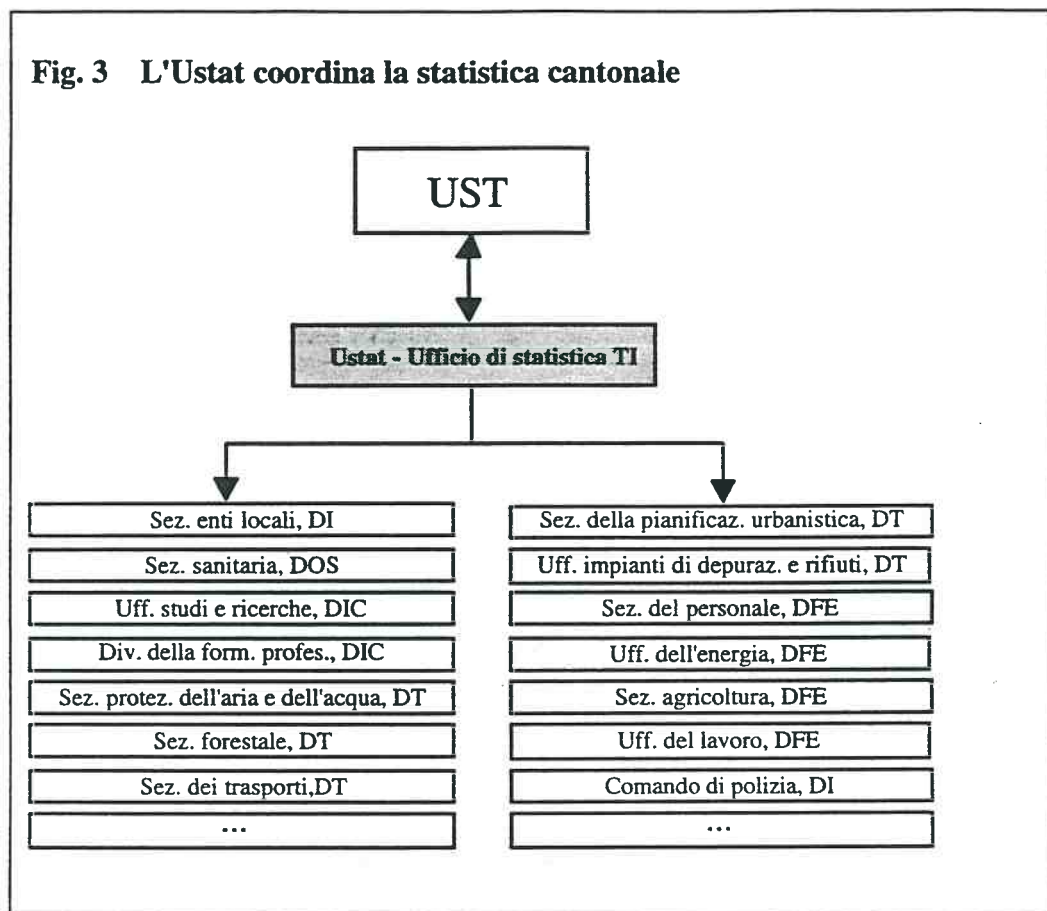 Fig. 3 L'Ustat coordina la statistica cantonale
UST
Ustat - Ufficio di statistica TI
Sez. enti locali, DI
Sez. sanitaria, DOS
Uff. studi e ricerche, DIC
Div. della form. profes., DIC
Sez. protez. dell'aria e dell'acqua, DT
Sez. forestale, DT
Sez. dei trasporti,DT
...
Sez. della pianificaz. urbanistica, DT
Uff. impianti di depuraz. e rifiuti, DT
Sez. del personale, DFE
Uff. dell'energia, DFE
Sez. agricoltura, DFE
Uff. del lavoro, DFE
Comando di polizia, DI
...